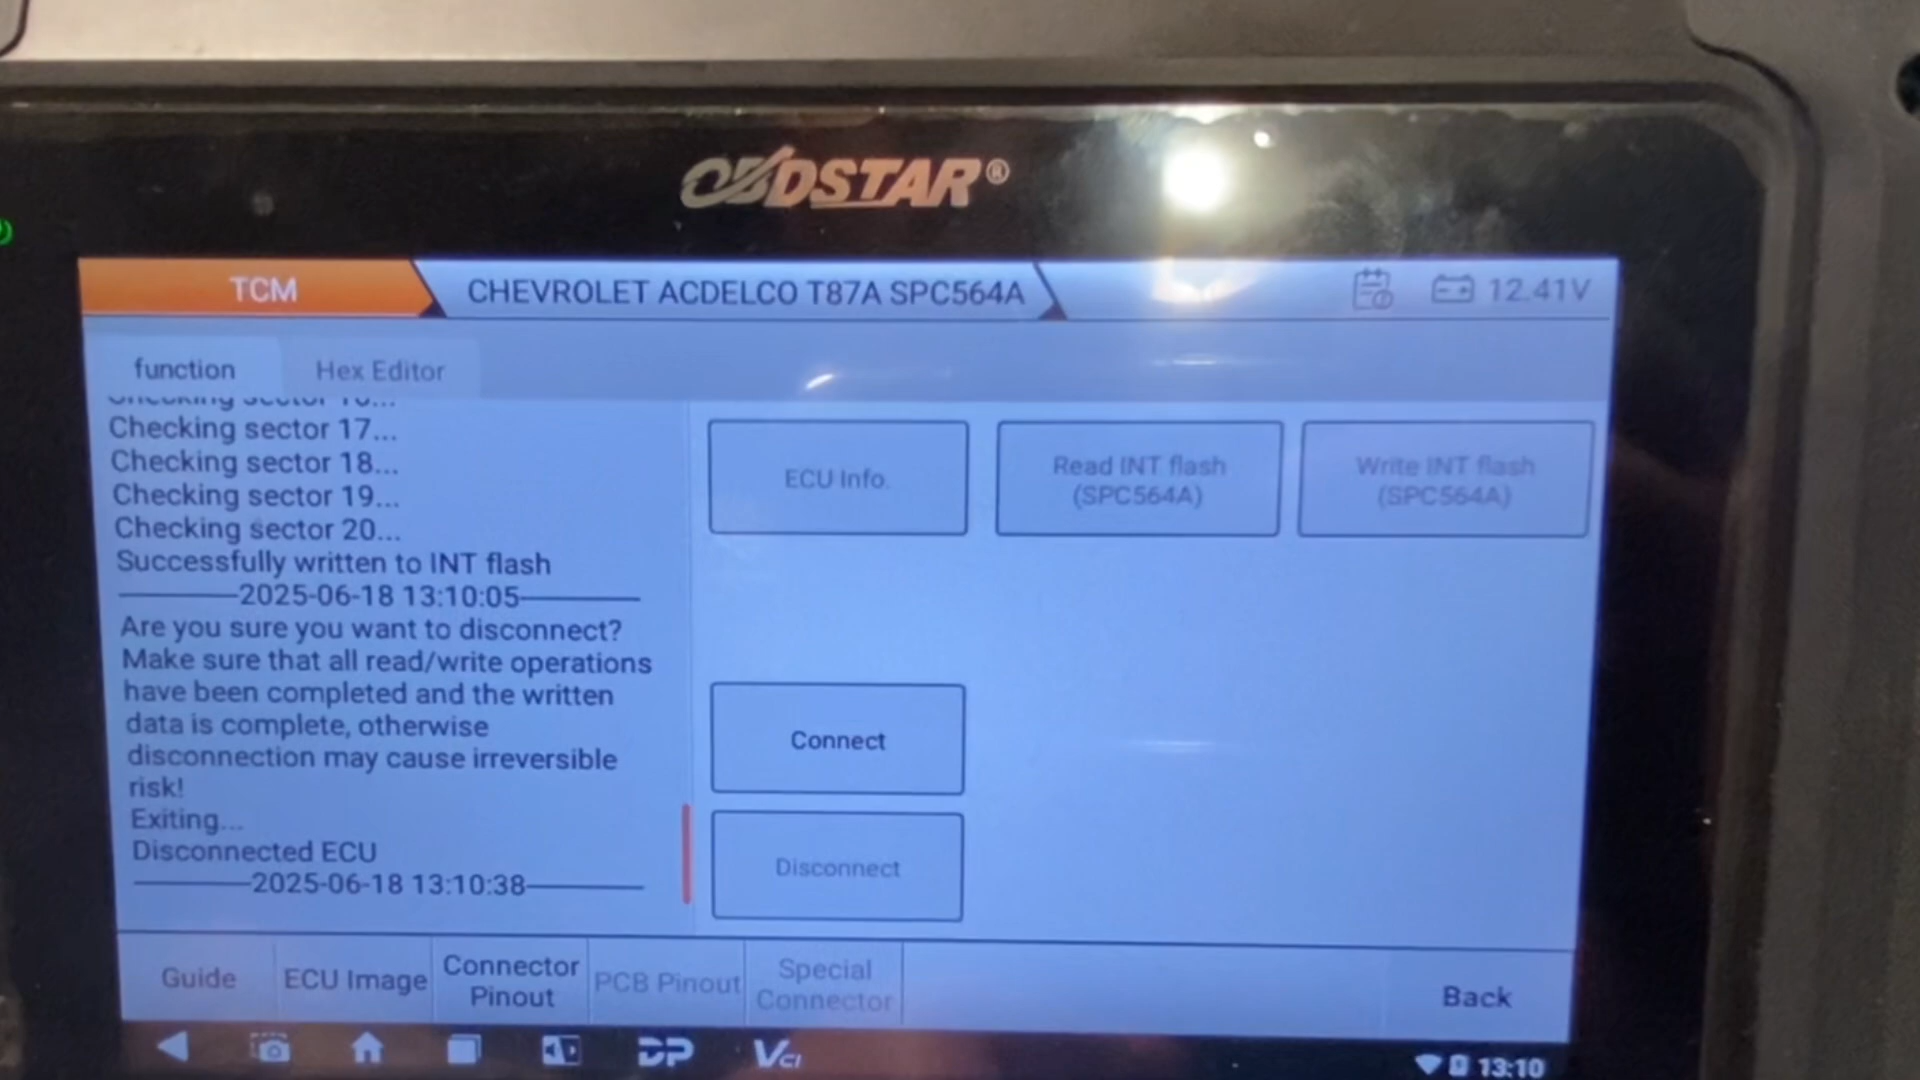 OBDSTAR®
TCM
CHEVROLET ACDELCO T87A SPC564A
12.41V
function
Hex Editor
Checking sector 16...
Checking sector 17...
Checking sector 18...
Checking sector 19...
Checking sector 20...
Successfully written to INT flash
2025-06-18 13:10:05
Are you sure you want to disconnect?
Make sure that all read/write operations
have been completed and the written
data is complete, otherwise
disconnection may cause irreversible
risk!
Exiting...
Disconnected ECU
2025-06-18 13:10:38
ECU Info.
Read INT flash
(SPC564A)
Write INT flash
(SPC564A)
Connect
Disconnect
Guide
ECU Image
Connector
Pinout
PCB Pinout
Special
Connector
Back
DP
VCI
13:10